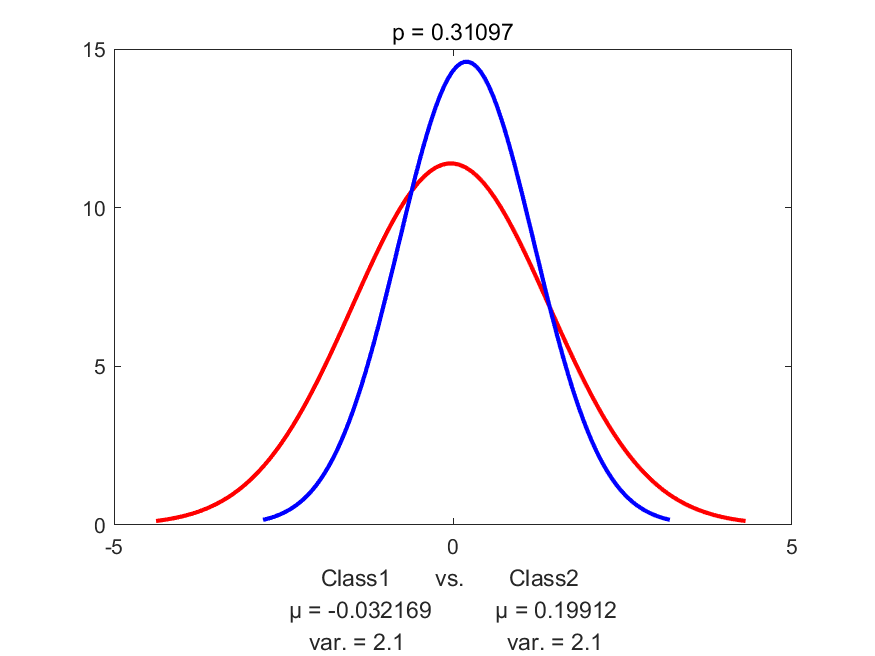 p = 0.31097
15
10
5
0
-5 0 5
Class1 vs. Class2
μ = -0.032169 μ = 0.19912
var. = 2.1 var. = 2.1